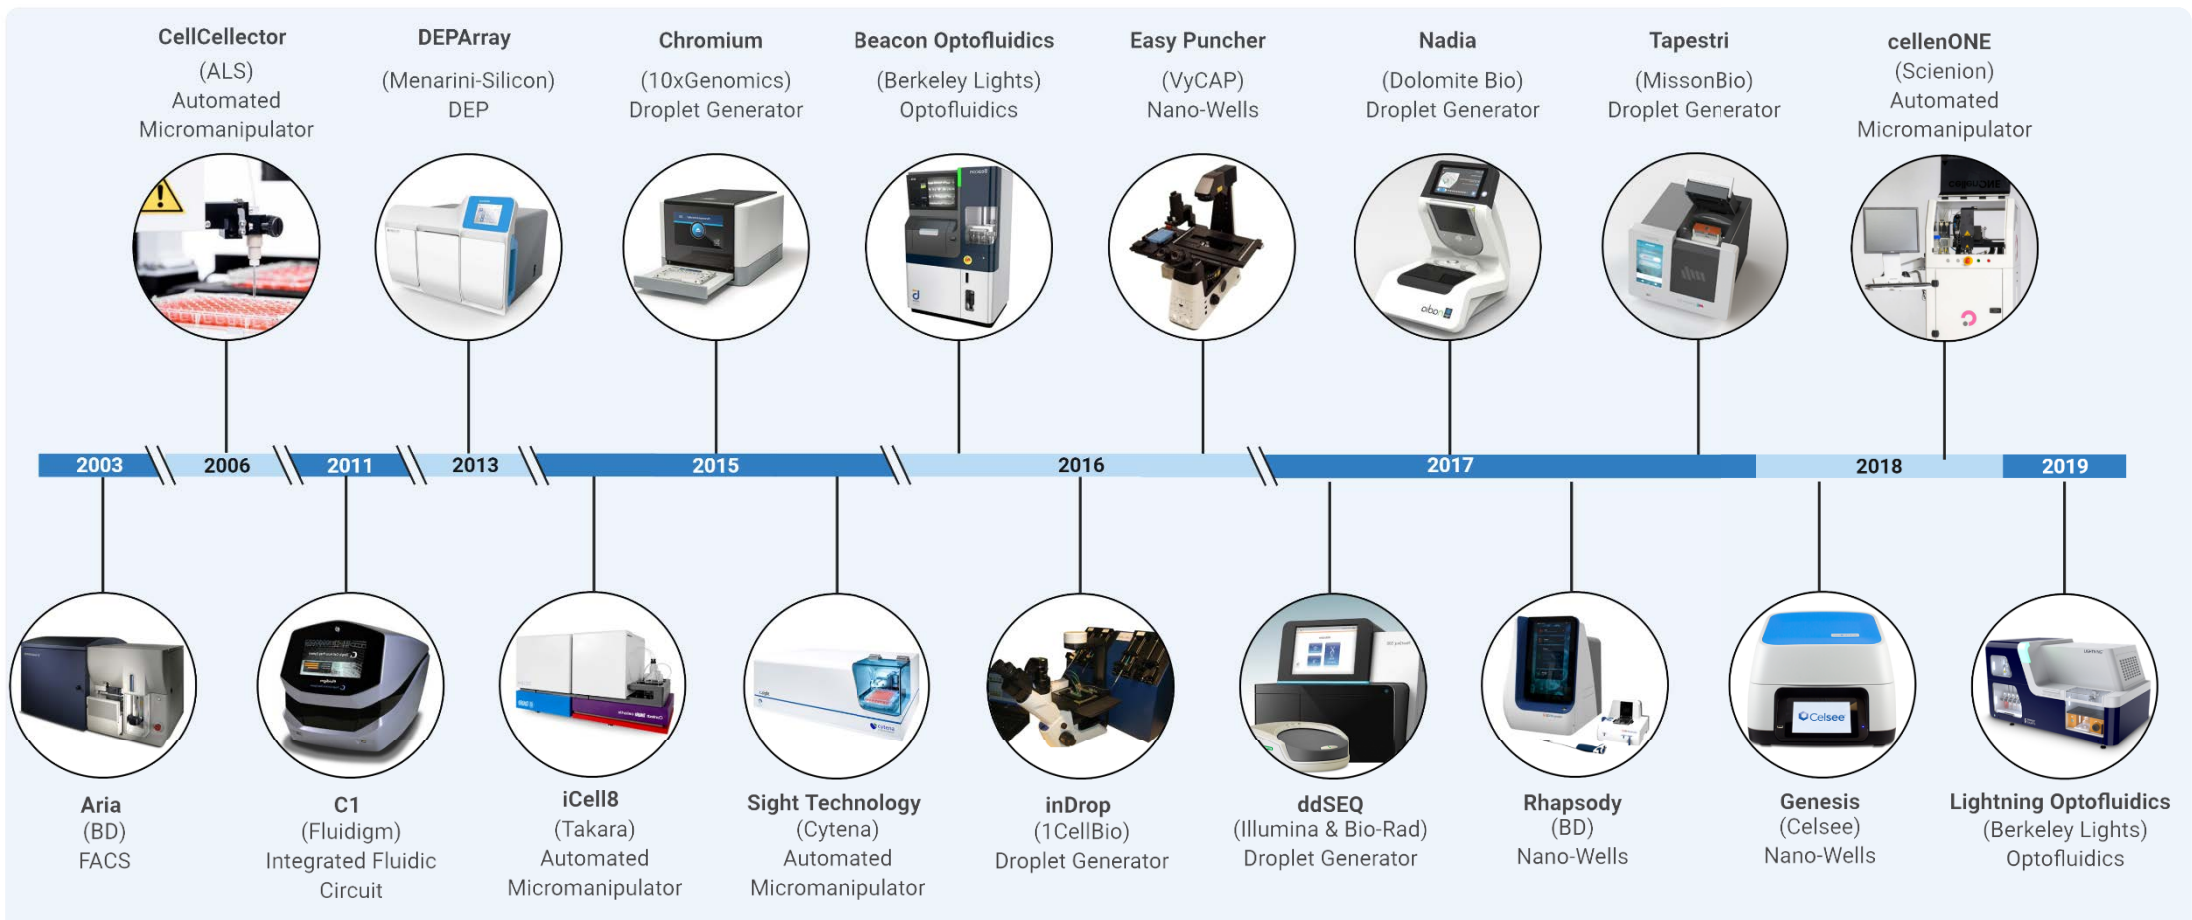 CellCellector
(ALS)
Automated
Micromanipulator
DEPArray
(Menarini-Silicon)
DEP
Chromium
(10xGenomics)
Droplet Generator
Beacon Optofluidics
(Berkeley Lights)
Optofluidics
Easy Puncher
(VyCAP)
Nano-Wells
Nadia
(Dolomite Bio)
Droplet Generator
Tapestri
(MissonBio)
Droplet Generator
cellenONE
(Scienion)
Automated
Micromanipulator
2003
2006
2011
2013
2015
2016
2017
2018
2019
Celsee
cytena
Aria
(BD)
FACS
C1
(Fluidigm)
Integrated Fluidic
Circuit
iCell8
(Takara)
Automated
Micromanipulator
Sight Technology
(Cytena)
Automated
Micromanipulator
inDrop
(1CellBio)
Droplet Generator
ddSEQ
(Illumina & Bio-Rad)
Droplet Generator
Rhapsody
(BD)
Nano-Wells
Genesis
(Celsee)
Nano-Wells
Lightning Optofluidics
(Berkeley Lights)
Optofluidics